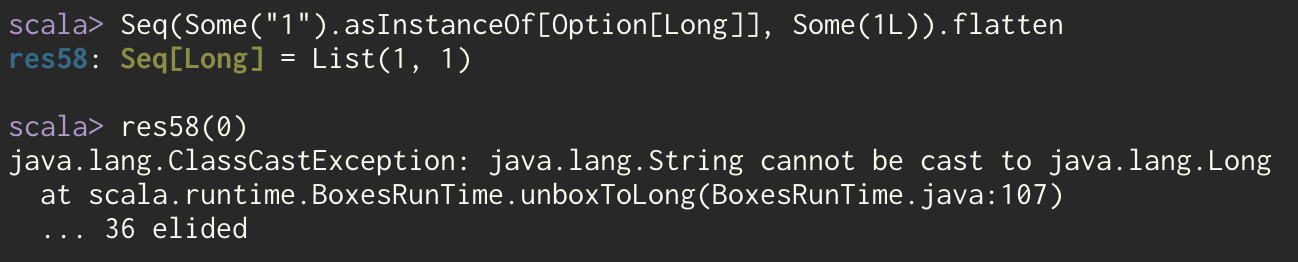 scala> Seq(Some("1").asInstanceOf[Option[Long]], Some(1L)).flatten
res58: Seq[Long] = List(1, 1)
scala> res58(0)
java.lang.ClassCastException: java.lang.String cannot be cast to java.lang.Long
  at scala.runtime.BoxesRunTime.unboxToLong(BoxesRunTime.java:107)
  ... 36 elided